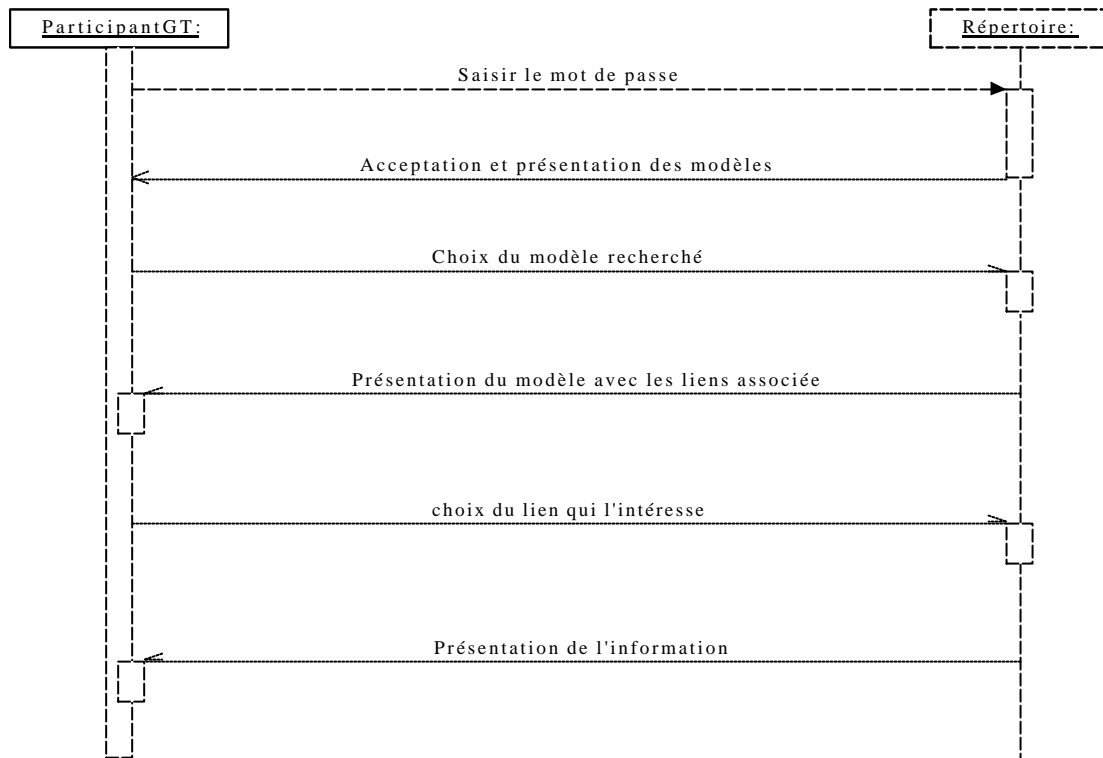 ParticipantGT:
Répertoire:
Saisir le mot de passe
Acceptation et présentation des modèles
Choix du modèle recherché
Présentation du modèle avec les liens associée
choix du lien qui l'intéresse
Présentation de l'information